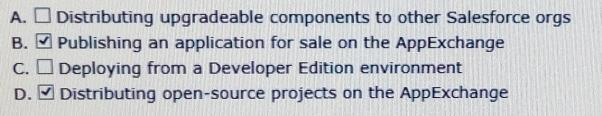 A. ☐ Distributing upgradeable components to other Salesforce orgs
B. ☑ Publishing an application for sale on the AppExchange
C. ☐ Deploying from a Developer Edition environment
D. ☑ Distributing open-source projects on the AppExchange